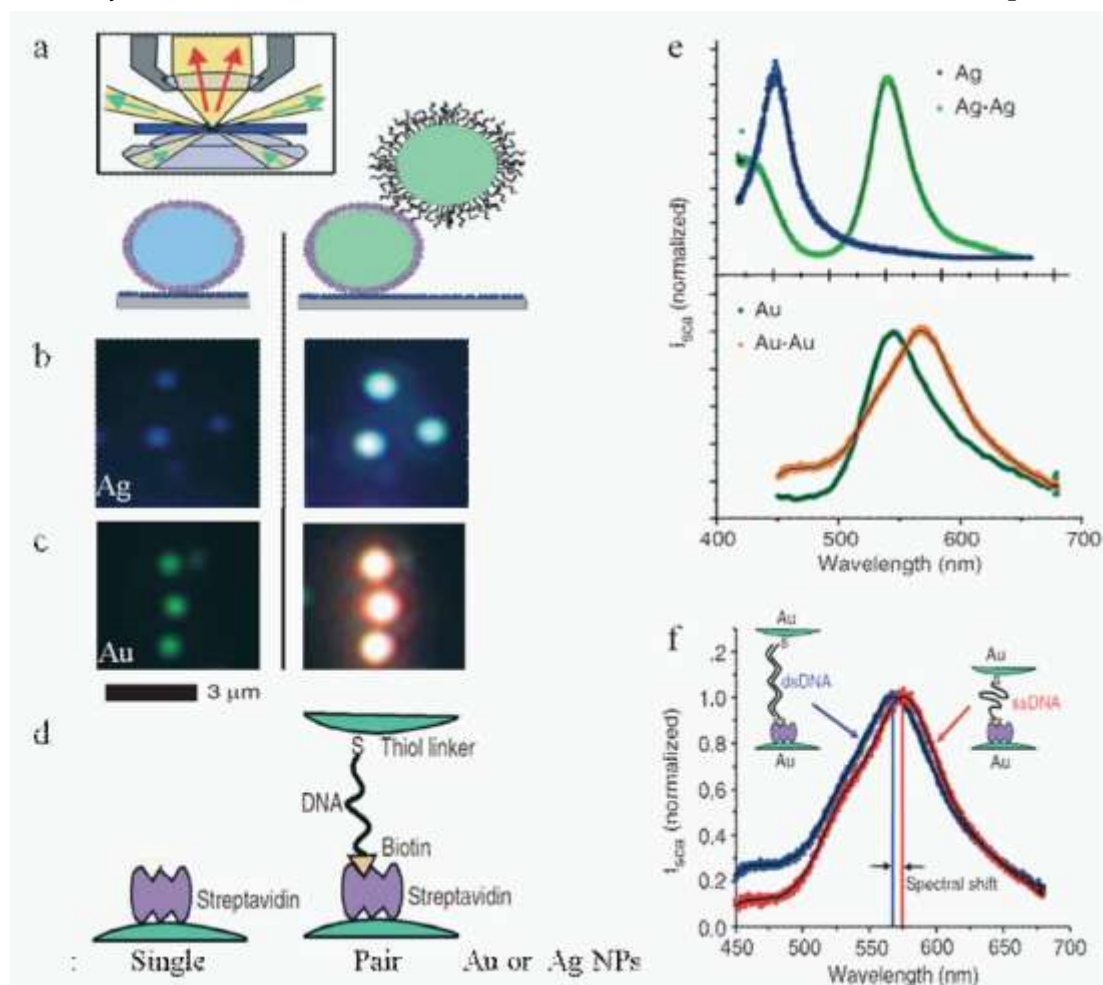 a
b
Ag
c
Au
3 μm
d
S Thiol linker
DNA
Biotin
Streptavidin
Streptavidin
: Single Pair Au or Ag NPs
e
• Ag
• Ag-Ag
Isca (normalized)
• Au
• Au-Au
400 500 600 700
Wavelength (nm)
f
Au
S
dsDNA
Au
Au
ssDNA
Au
Isca (normalized)
.2
1.0
0.8
0.6
0.4
0.2
0.0
Spectral shift
450 500 550 600 650 700
Wavelength (nm)